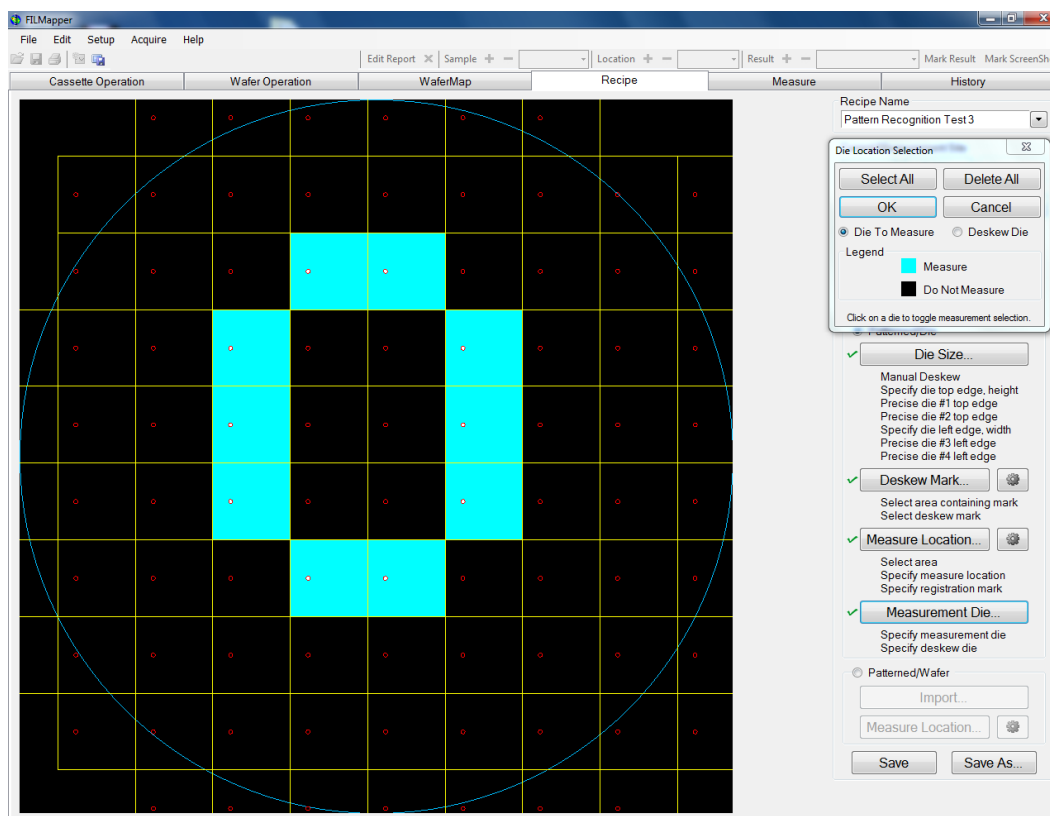 FILMapper
File Edit Setup Acquire Help
Edit Report Sample Location Result Mark Result Mark ScreenSh
Cassette Operation Wafer Operation WaferMap Recipe Measure History
Recipe Name
Pattern Recognition Test 3
Die Location Selection
Select All Delete All
OK Cancel
Die To Measure Deskew Die
Legend
Measure
Do Not Measure
Click on a die to toggle measurement selection.
Patterned/Die
Die Size...
Manual Deskew
Specify die top edge, height
Precise die #1 top edge
Precise die #2 top edge
Specify die left edge, width
Precise die #3 left edge
Precise die #4 left edge
Deskew Mark...
Select area containing mark
Select deskew mark
Measure Location...
Select area
Specify measure location
Specify registration mark
Measurement Die...
Specify measurement die
Specify deskew die
Patterned/Wafer
Import...
Measure Location...
Save Save As...